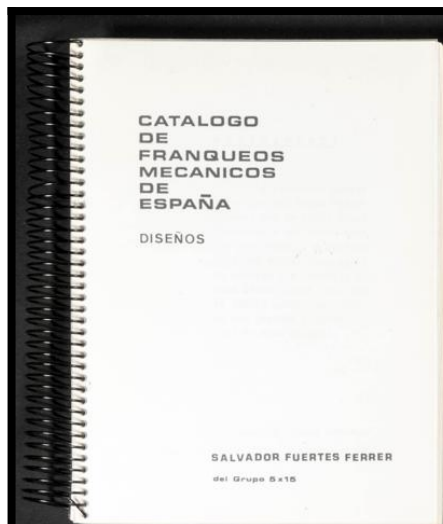 CATALOGO
DE
FRANQUEOS
MECANICOS
DE
ESPAÑA
DISEÑOS
SALVADOR FUERTES FERRER
del Grupo 5x15